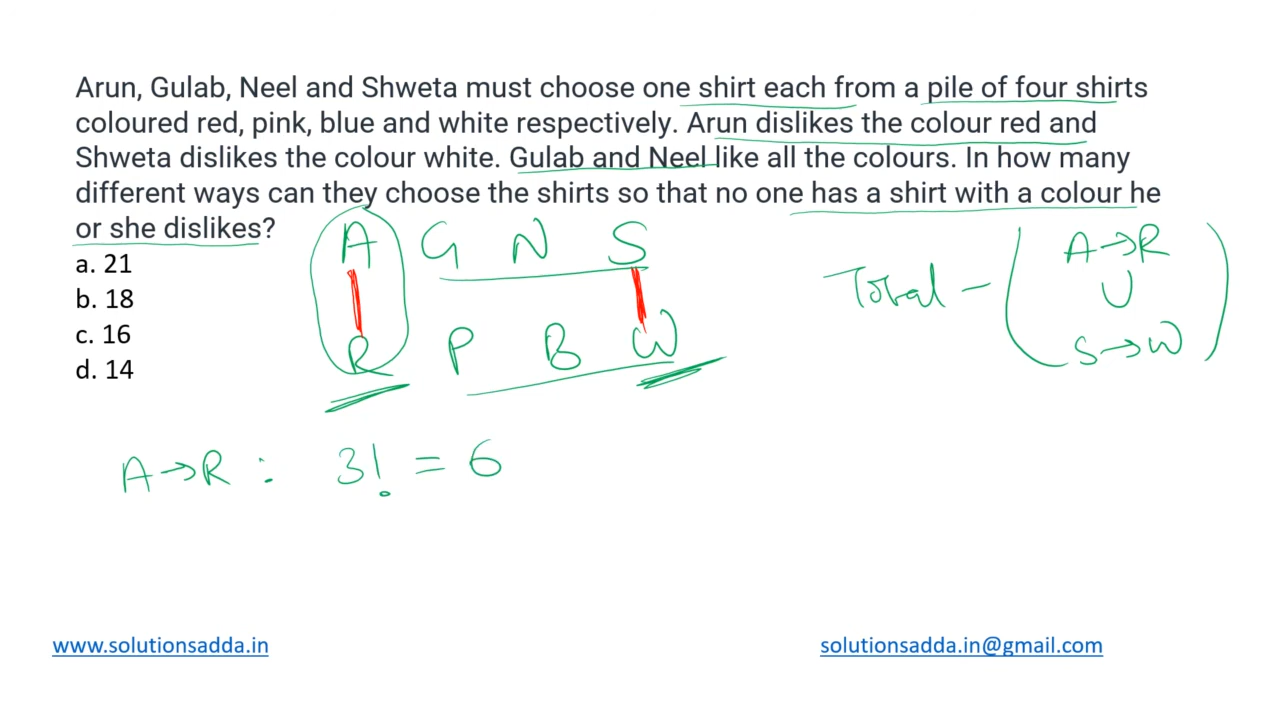 Arun, Gulab, Neel and Shweta must choose one shirt each from a pile of four shirts
coloured red, pink, blue and white respectively. Arun dislikes the colour red and
Shweta dislikes the colour white. Gulab and Neel like all the colours. In how many
different ways can they choose the shirts so that no one has a shirt with a colour he
or she dislikes?
a. 21
b. 18
c. 16
d. 14
A G N S
R P B W
Total - ( A→R
∪
S→W )
A→R : 3! = 6
www.solutionsadda.in
solutionsadda.in@gmail.com